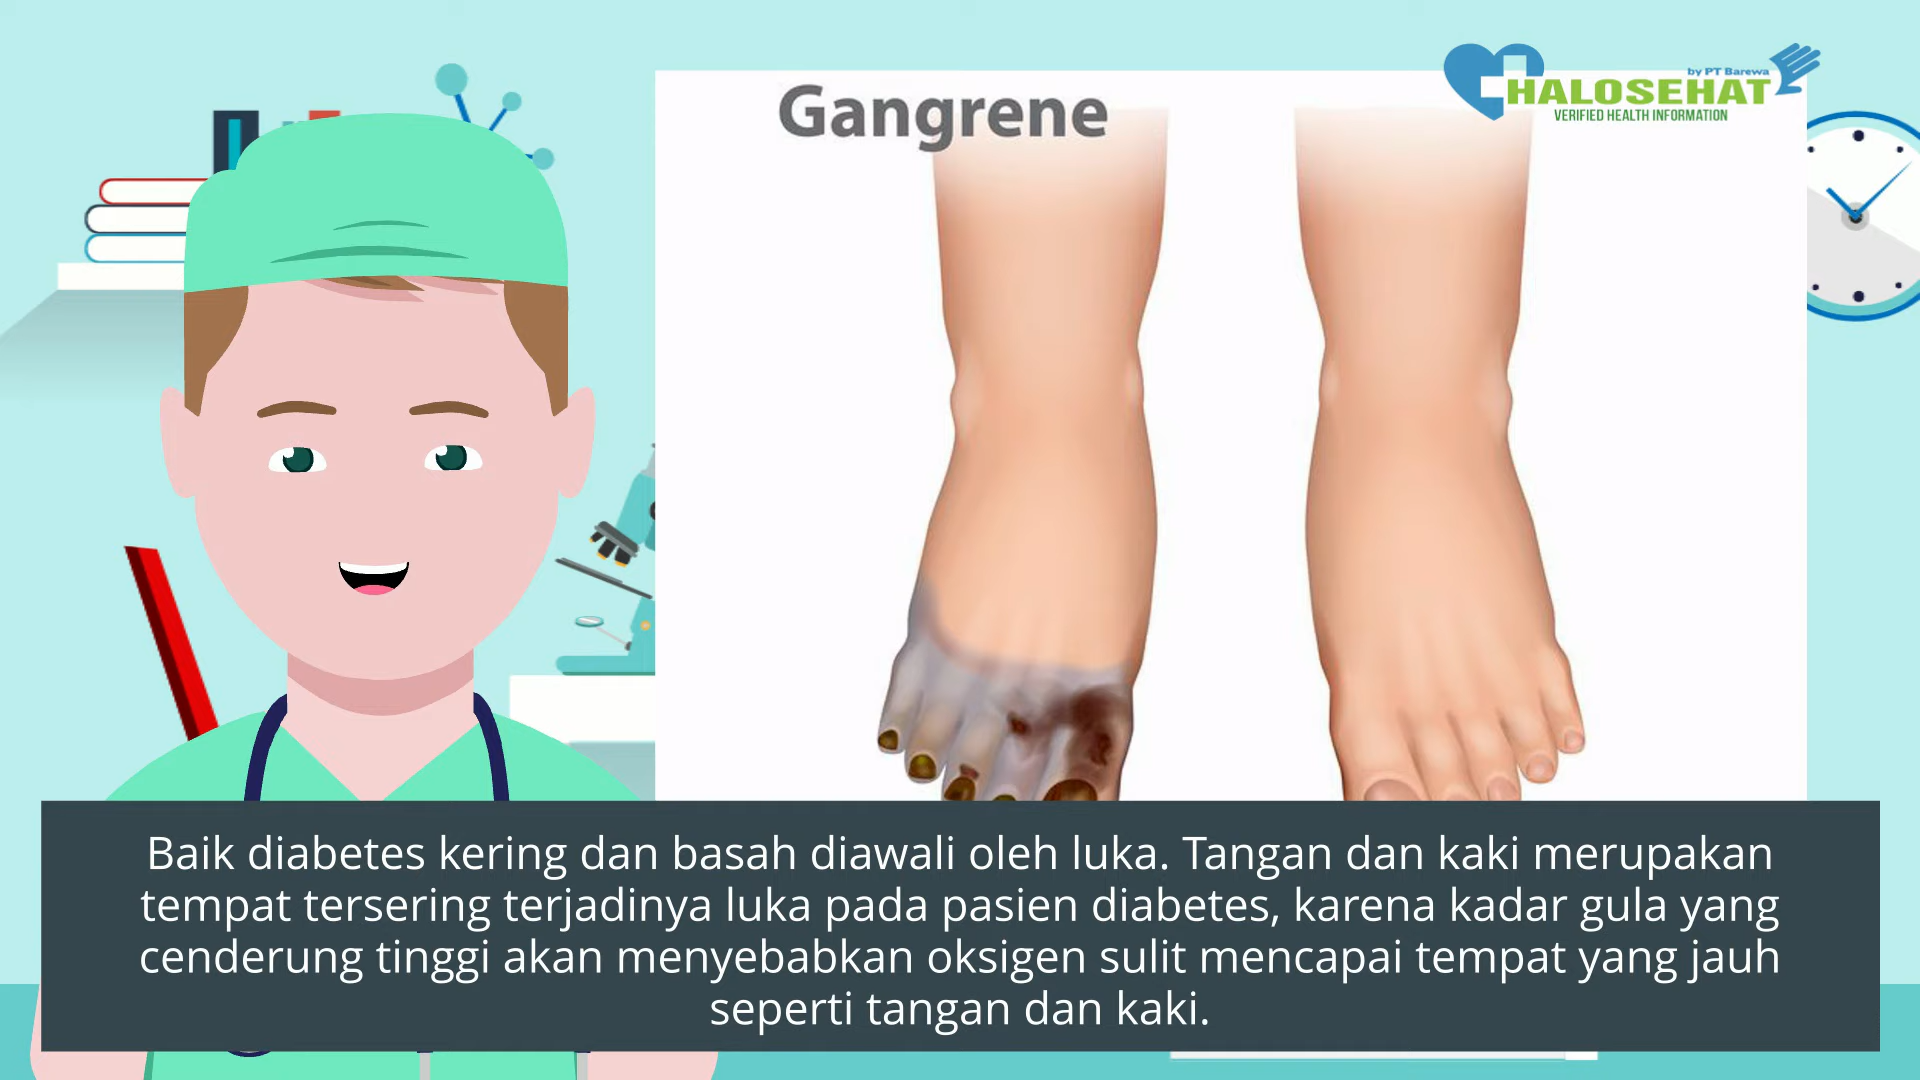 by PT Barewa
HALOSEHAT
VERIFIED HEALTH INFORMATION
Gangrene
Baik diabetes kering dan basah diawali oleh luka. Tangan dan kaki merupakan
tempat tersering terjadinya luka pada pasien diabetes, karena kadar gula yang
cenderung tinggi akan menyebabkan oksigen sulit mencapai tempat yang jauh
seperti tangan dan kaki.